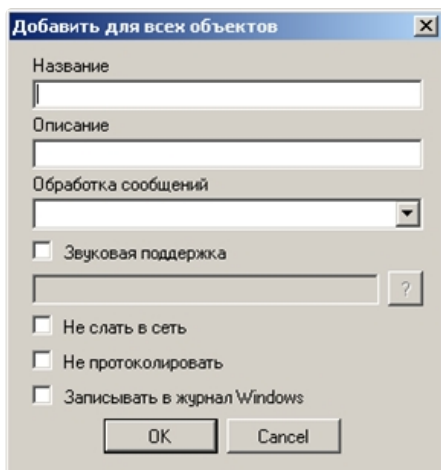 Добавить для всех объектов
Название
Описание
Обработка сообщений
Звуковая поддержка
?
Не слать в сеть
Не протоколировать
Записывать в журнал Windows
OK Cancel